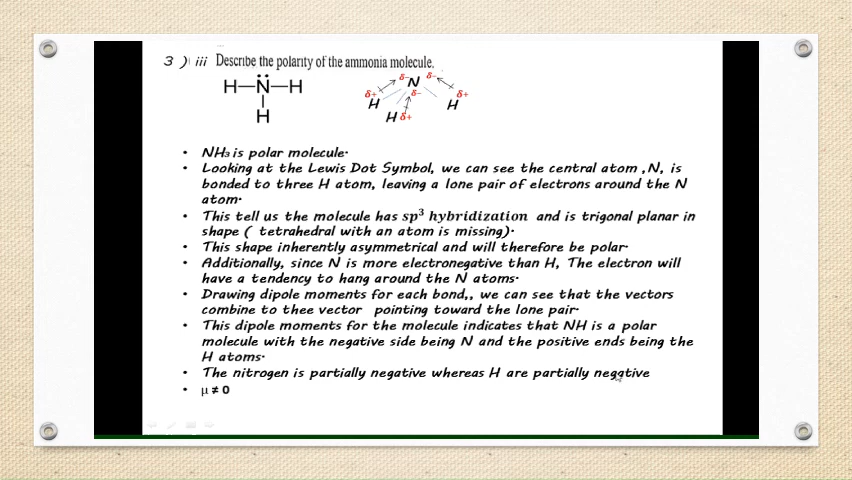 3 ) iii Describe the polarity of the ammonia molecule.
H—N—H
H
δ- N δ-
δ+ δ- δ+
H H
H δ+
• NH3 is polar molecule.
• Looking at the Lewis Dot Symbol, we can see the central atom ,N, is
bonded to three H atom, leaving a lone pair of electrons around the N
atom.
• This tell us the molecule has sp³ hybridization and is trigonal planar in
shape ( tetrahedral with an atom is missing).
• This shape inherently asymmetrical and will therefore be polar.
• Additionally, since N is more electronegative than H, The electron will
have a tendency to hang around the N atoms.
• Drawing dipole moments for each bond,, we can see that the vectors
combine to thee vector pointing toward the lone pair.
• This dipole moments for the molecule indicates that NH is a polar
molecule with the negative side being N and the positive ends being the
H atoms.
• The nitrogen is partially negative whereas H are partially negative
• μ ≠ 0